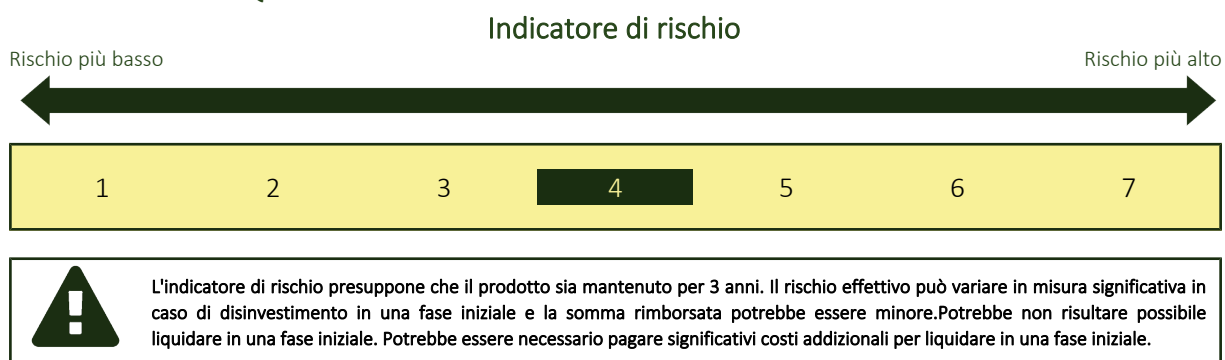 Indicatore di rischio
Rischio più basso
Rischio più alto
1 2 3 4 5 6 7
L'indicatore di rischio presuppone che il prodotto sia mantenuto per 3 anni. Il rischio effettivo può variare in misura significativa in
caso di disinvestimento in una fase iniziale e la somma rimborsata potrebbe essere minore.Potrebbe non risultare possibile
liquidare in una fase iniziale. Potrebbe essere necessario pagare significativi costi addizionali per liquidare in una fase iniziale.